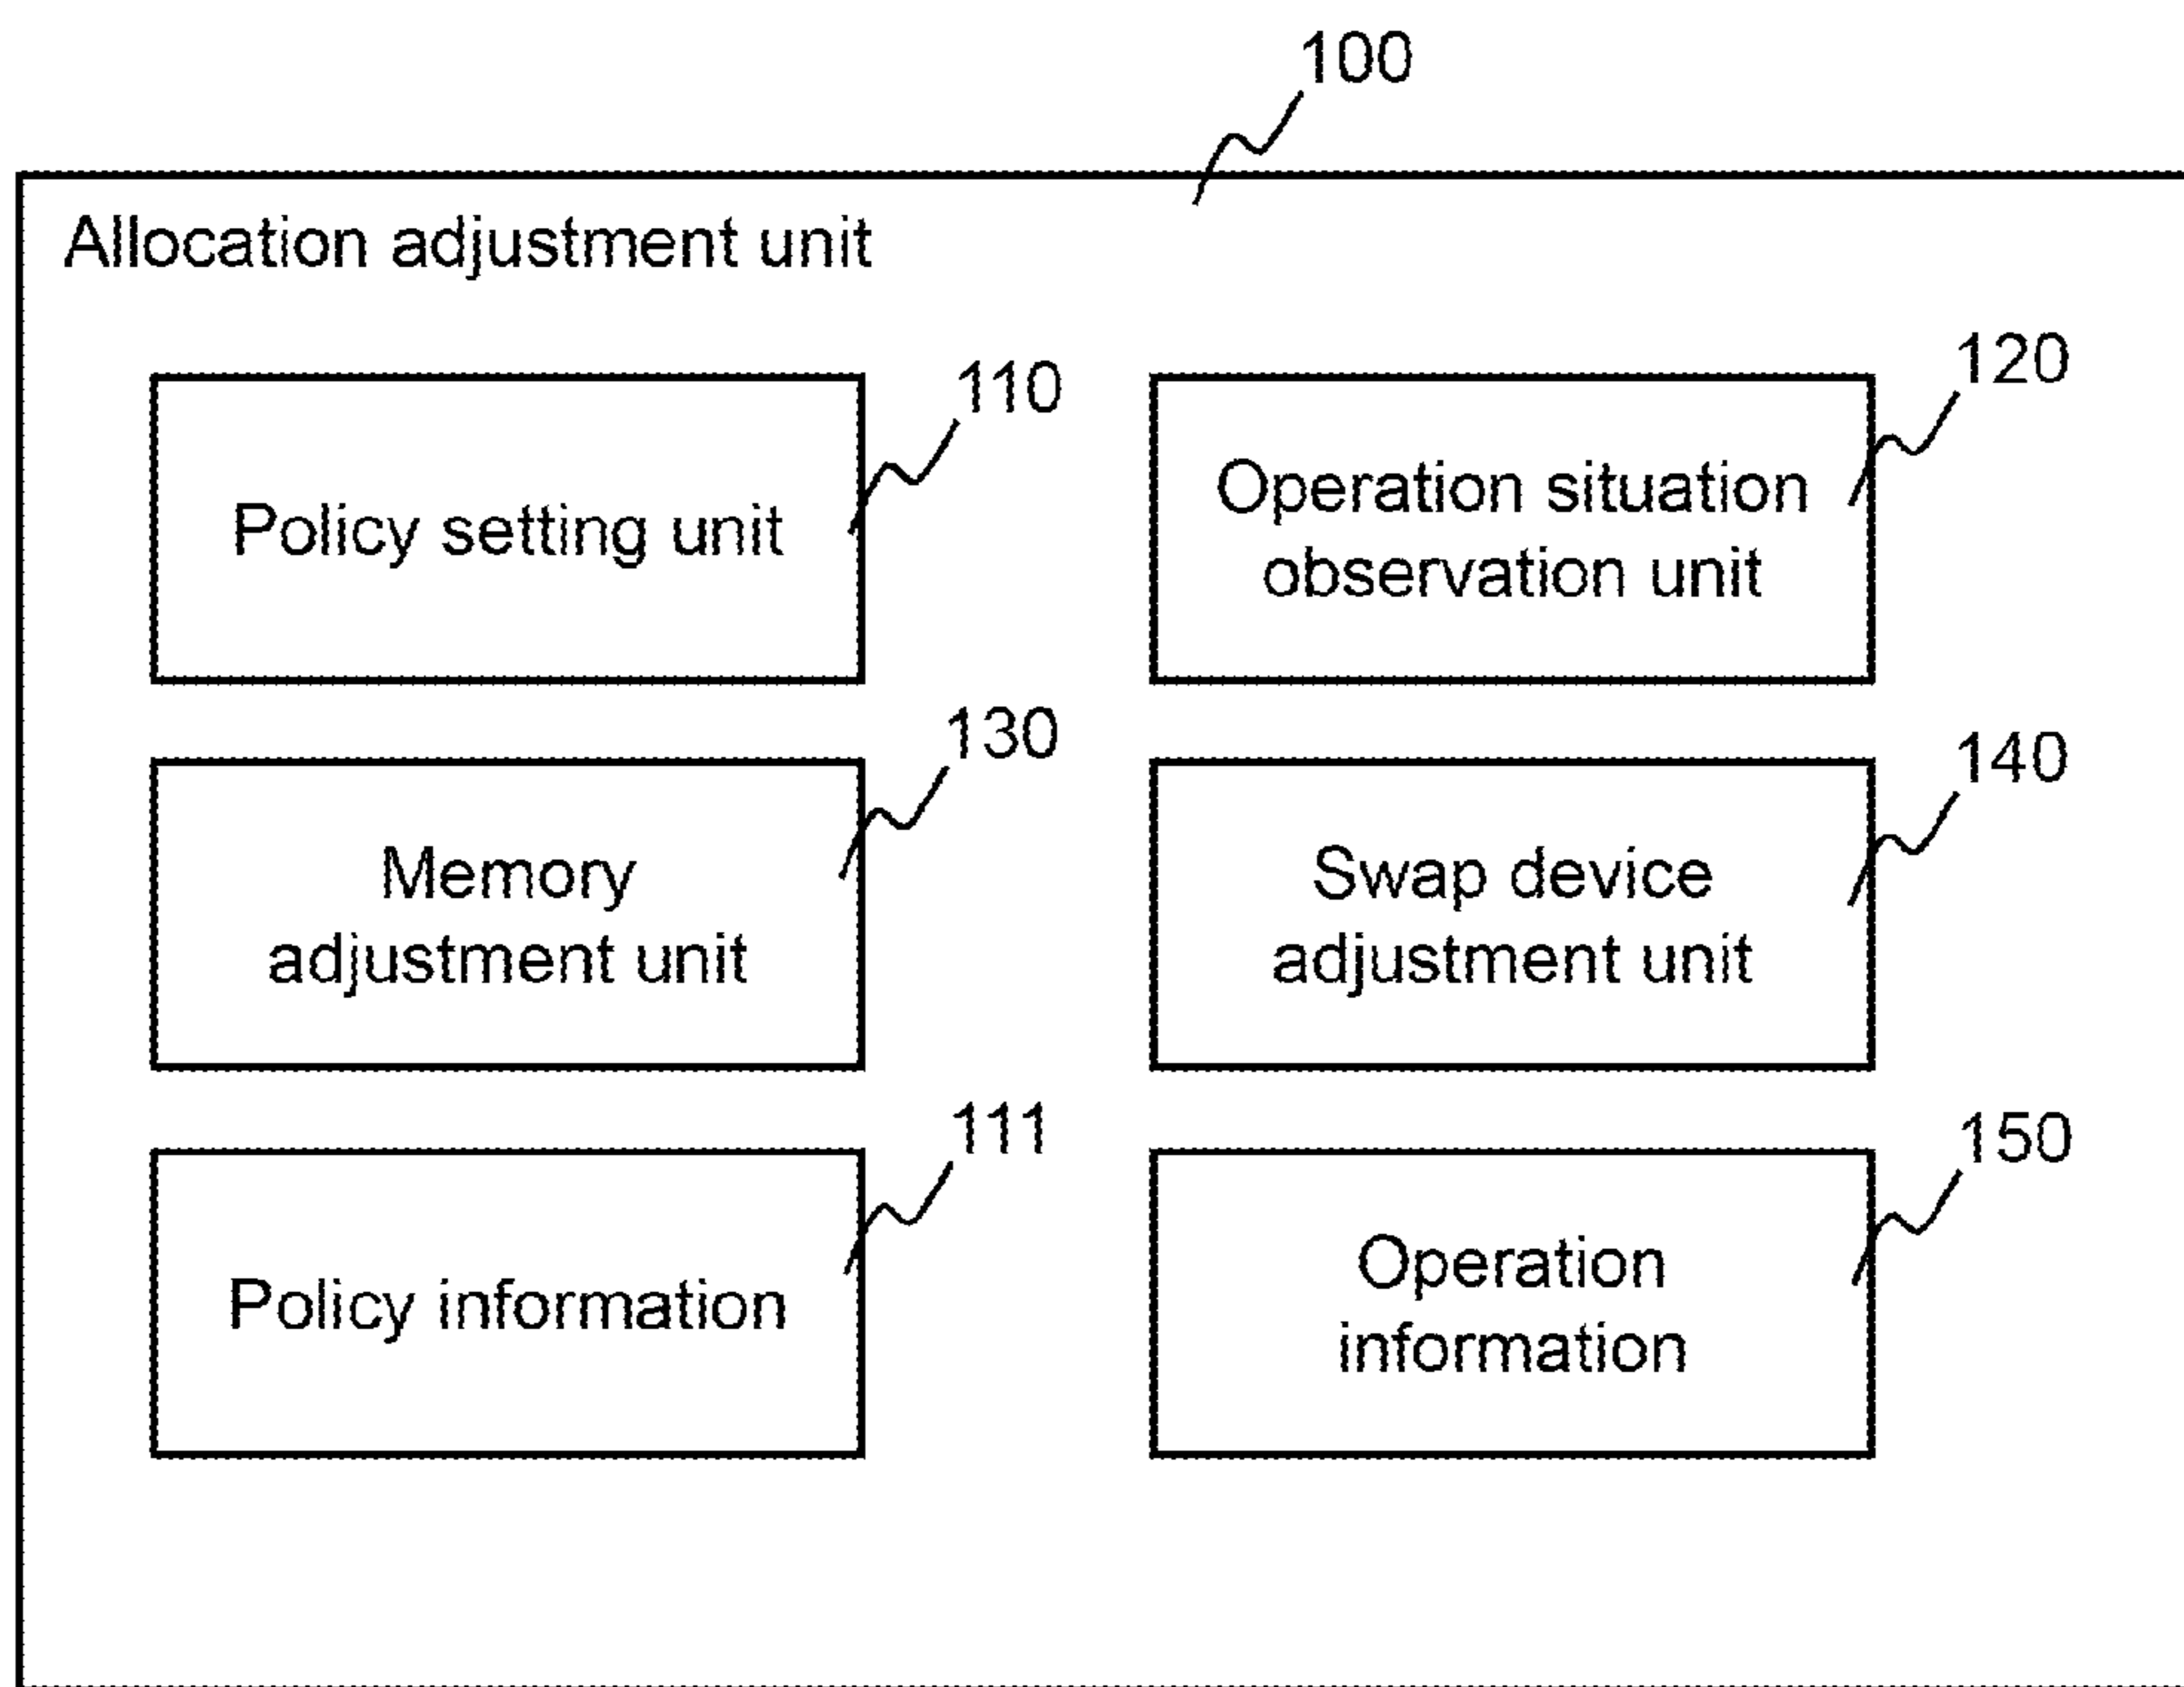 100
Allocation adjustment unit
110
Policy setting unit
120
Operation situation
observation unit
130
Memory
adjustment unit
140
Swap device
adjustment unit
111
Policy information
150
Operation
information